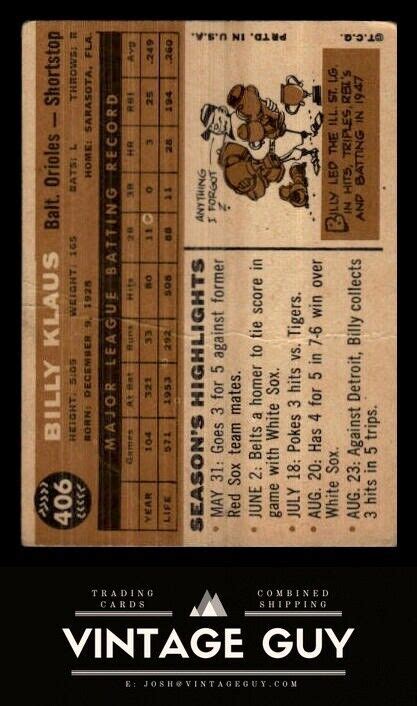 406
BILLY KLAUS
Balt. Orioles — Shortstop
HEIGHT: 5:09 WEIGHT: 165 BATS: L THROWS: R
BORN: DECEMBER 9, 1928 HOME: SARASOTA, FLA.
MAJOR LEAGUE BATTING RECORD
Games At Bat Runs Hits 2B 3B HR RBI Avg
YEAR 104 321 33 80 11 0 3 25 .249
LIFE 571 1953 292 508 88 11 28 194 .260
SEASON'S HIGHLIGHTS
• MAY 31: Goes 3 for 5 against former
Red Sox team mates.
• JUNE 2: Belts a homer to tie score in
game with White Sox.
• JULY 18: Pokes 3 hits vs. Tigers.
• AUG. 20: Has 4 for 5 in 7-6 win over
White Sox.
• AUG. 23: Against Detroit, Billy collects
3 hits in 5 trips.
ANYTHING
I FORGOT
?
BILLY LED THE ILL. ST. LG.
IN HITS, TRIPLES, RBI'S
AND BATTING IN 1947
©T.C.G. PRTD. IN U.S.A.
TRADING
CARDS
COMBINED
SHIPPING
VINTAGE GUY
E: JOSH@VINTAGEGUY.COM